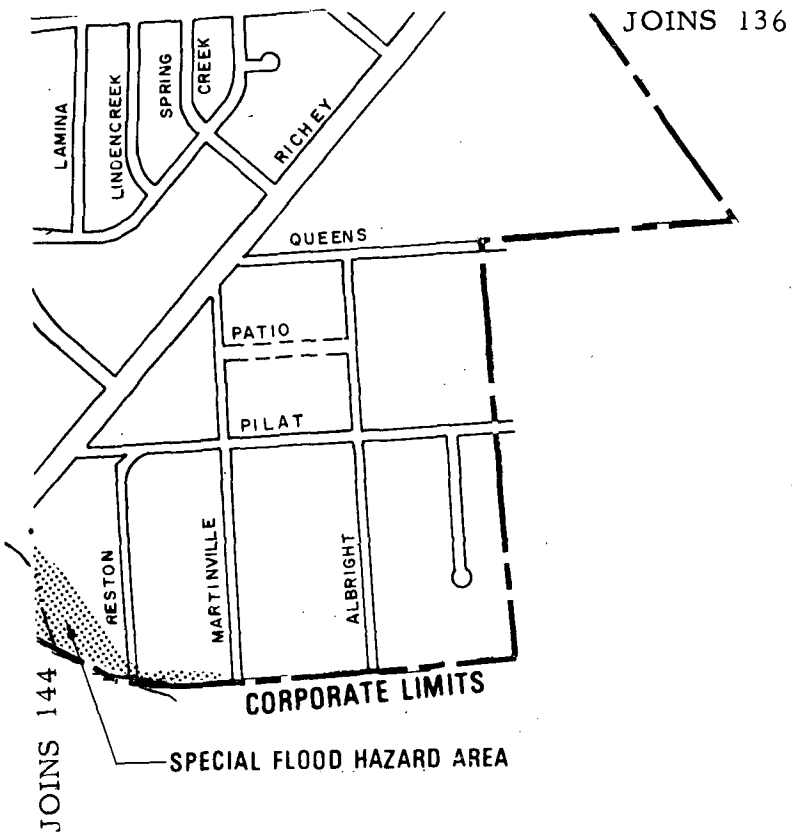 JOINS 136
LAMINA
LINDENCREEK
SPRING
CREEK
RICHEY
QUEENS
PATIO
PILAT
RESTON
MARTINVILLE
ALBRIGHT
CORPORATE LIMITS
JOINS 144
SPECIAL FLOOD HAZARD AREA